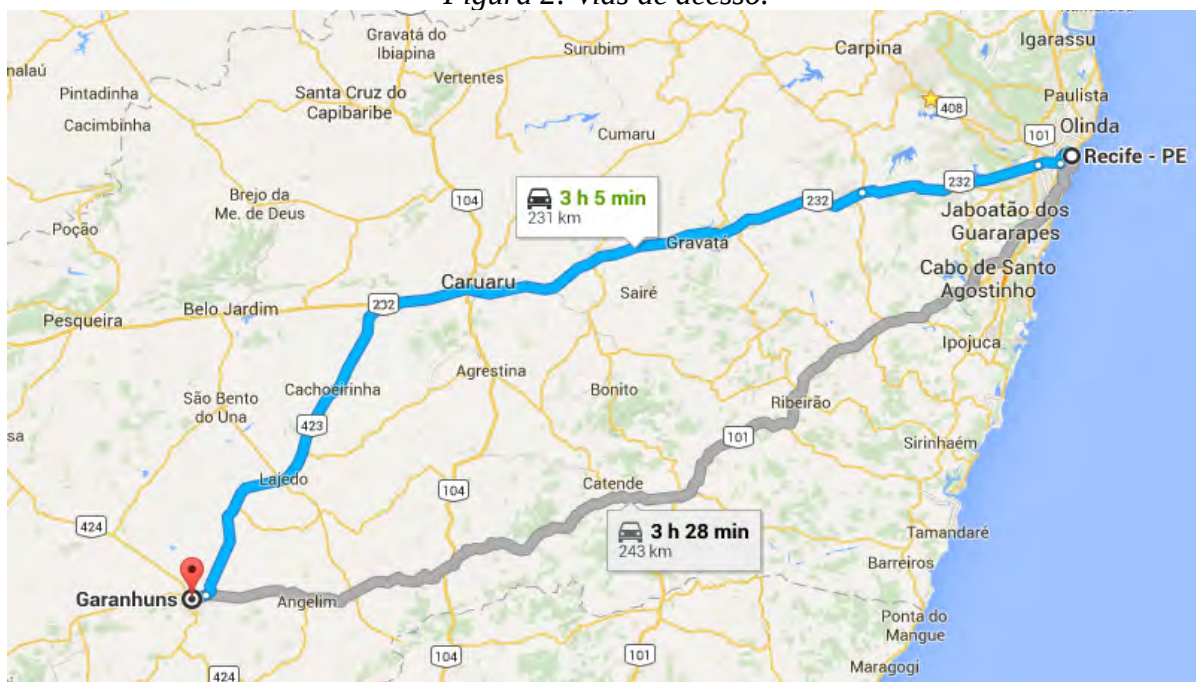 Figura 2: Vias de acesso.
Gravatá do
Ibiapina
Surubim
Carpina
Igarassu
nalaú
Pintadinha
Santa Cruz do
Capibaribe
Vertentes
408
Paulista
Cacimbinha
Cumaru
101
Olinda
Recife - PE
Brejo da
Me. de Deus
104
3 h 5 min
231 km
232
232
Poção
Gravatá
Jaboatão dos
Guararapes
Caruaru
Sairé
Cabo de Santo
Agostinho
Belo Jardim
232
Pesqueira
Ipojuca
Cachoeirinha
Agrestina
Bonito
São Bento
do Una
Ribeirão
423
101
sa
Sirinhaém
Lajedo
104
Catende
424
3 h 28 min
243 km
Tamandaré
Barreiros
Garanhuns
Angelim
Ponta do
Mangue
104
101
424
Maragogi